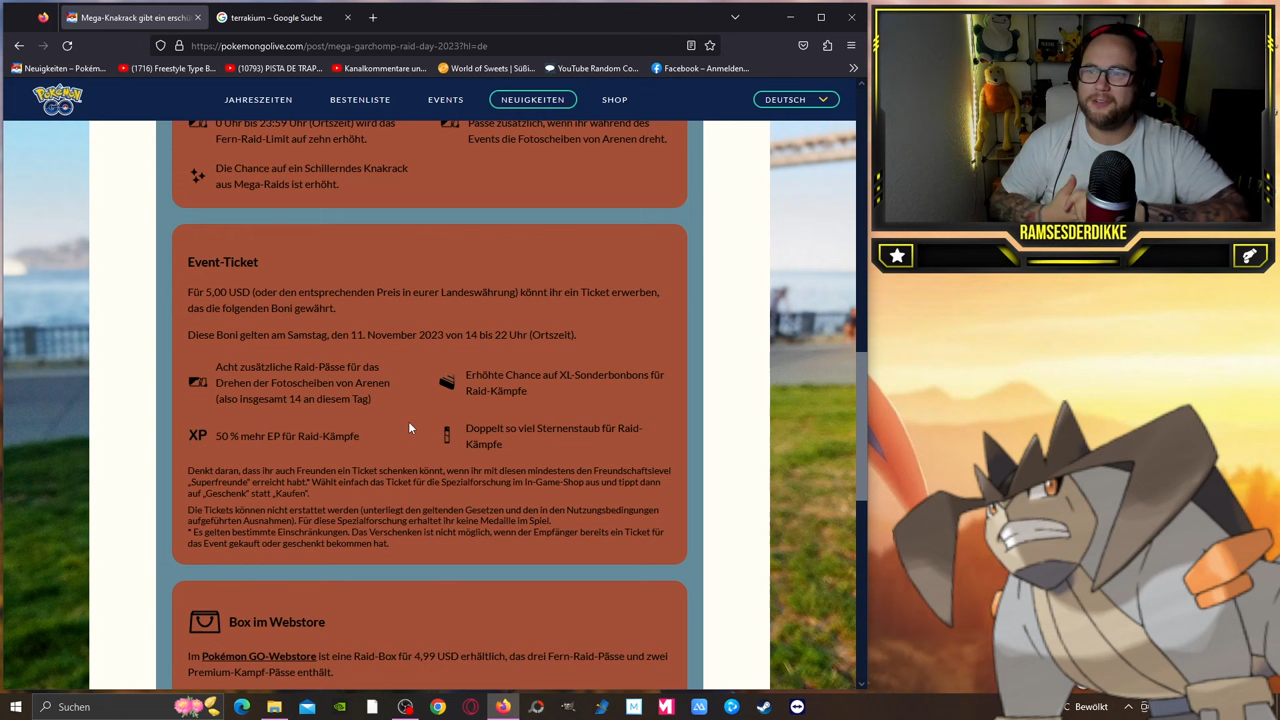 Mega-Knakrack gibt ein erschü
terrakium – Google Suche
https://pokemongolive.com/post/mega-garchomp-raid-day-2023?hl=de
Neuigkeiten – Pokém...
(1716) Freestyle Type B...
(10793) PISTA DE TRAP...
Kanalkommentare un...
World of Sweets | Süßi...
YouTube Random Co...
Facebook – Anmelden...
Pokémon GO
JAHRESZEITEN
BESTENLISTE
EVENTS
NEUIGKEITEN
SHOP
DEUTSCH
0 Uhr bis 23:59 Uhr (Ortszeit) wird das
Fern-Raid-Limit auf zehn erhöht.
Pässe zusätzlich, wenn ihr während des
Events die Fotoscheiben von Arenen dreht.
Die Chance auf ein Schillerndes Knakrack
aus Mega-Raids ist erhöht.
Event-Ticket
Für 5,00 USD (oder den entsprechenden Preis in eurer Landeswährung) könnt ihr ein Ticket erwerben,
das die folgenden Boni gewährt.
Diese Boni gelten am Samstag, den 11. November 2023 von 14 bis 22 Uhr (Ortszeit).
Acht zusätzliche Raid-Pässe für das
Drehen der Fotoscheiben von Arenen
(also insgesamt 14 an diesem Tag)
Erhöhte Chance auf XL-Sonderbonbons für
Raid-Kämpfe
XP 50 % mehr EP für Raid-Kämpfe
Doppelt so viel Sternenstaub für Raid-
Kämpfe
Denkt daran, dass ihr auch Freunden ein Ticket schenken könnt, wenn ihr mit diesen mindestens den Freundschaftslevel
„Superfreunde“ erreicht habt.* Wählt einfach das Ticket für die Spezialforschung im In-Game-Shop aus und tippt dann
auf „Geschenk“ statt „Kaufen“.
Die Tickets können nicht erstattet werden (unterliegt den geltenden Gesetzen und den in den Nutzungsbedingungen
aufgeführten Ausnahmen). Für diese Spezialforschung erhaltet ihr keine Medaille im Spiel.
* Es gelten bestimmte Einschränkungen. Das Verschenken ist nicht möglich, wenn der Empfänger bereits ein Ticket für
das Event gekauft oder geschenkt bekommen hat.
Box im Webstore
Im Pokémon GO-Webstore ist eine Raid-Box für 4,99 USD erhältlich, das drei Fern-Raid-Pässe und zwei
Premium-Kampf-Pässe enthält.
RAMSESDERDIKKE
Suchen
C Bewölkt